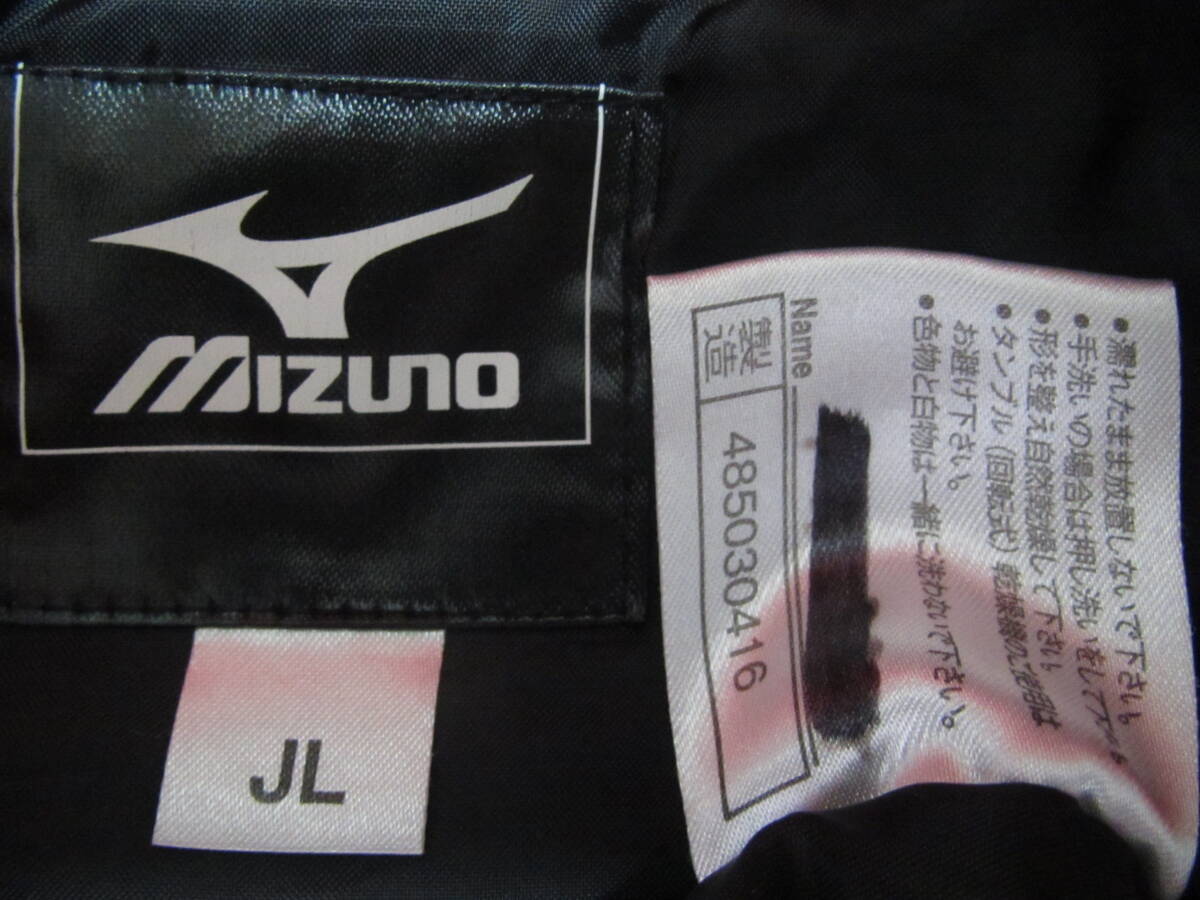 MIZUNO
JL
●濡れたまま放置しないで下さい。
●手洗いの場合は押し洗いをして下さい。
●形を整え自然乾燥して下さい。
●タンブル(回転式)乾燥機のご使用は
お避け下さい。
●色物と白物は一緒に洗わないで下さい。
Name
製造 485030416